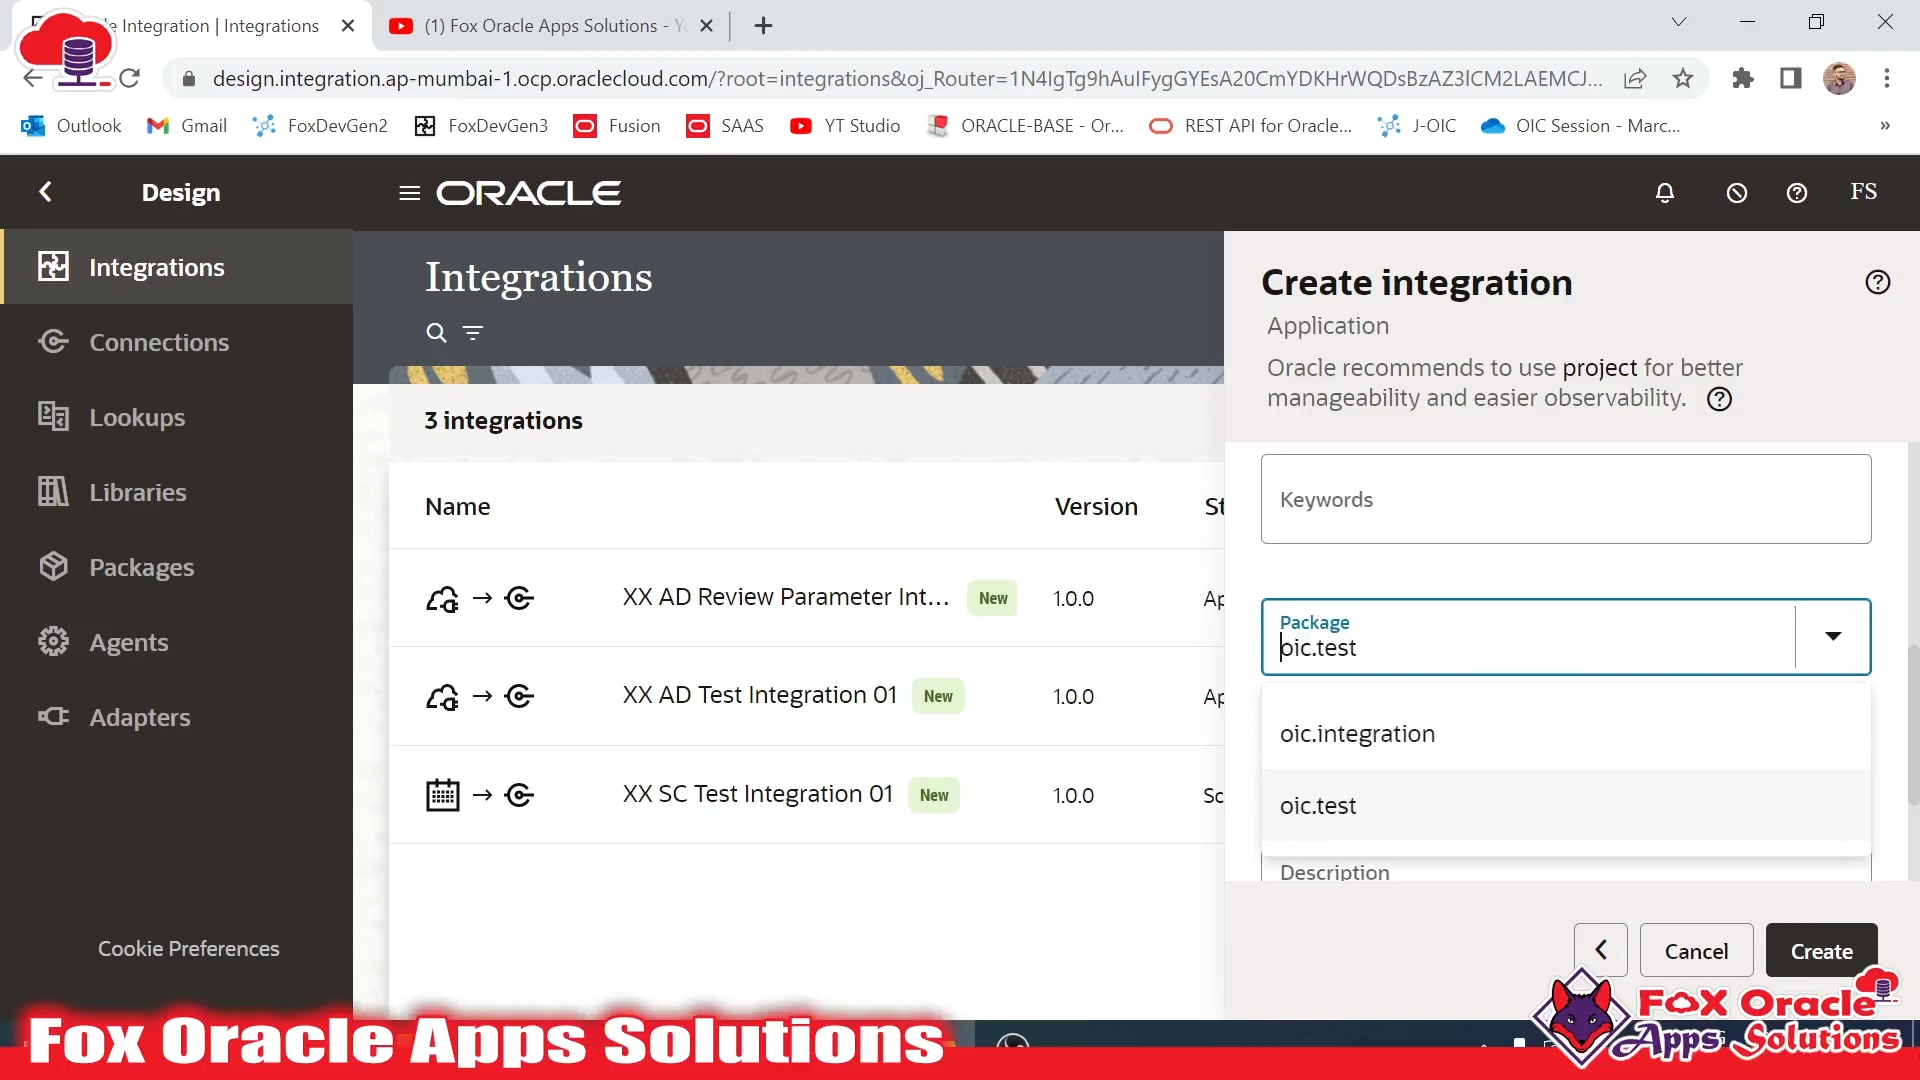 le Integration | Integrations
(1) Fox Oracle Apps Solutions - Y
design.integration.ap-mumbai-1.ocp.oraclecloud.com/?root=integrations&oj_Router=1N4IgTg9hAuIFygGYEsA20CmYDKHrWQDsBzAZ3lCM2LAEMCJ...
Outlook
Gmail
FoxDevGen2
FoxDevGen3
Fusion
SAAS
YT Studio
ORACLE-BASE - Or...
REST API for Oracle...
J-OIC
OIC Session - Marc...
»
Design
ORACLE
FS
Integrations
Connections
Lookups
Libraries
Packages
Agents
Adapters
Cookie Preferences
Integrations
3 integrations
Name
Version
St
XX AD Review Parameter Int...
New
1.0.0
Ap
XX AD Test Integration 01
New
1.0.0
Ap
XX SC Test Integration 01
New
1.0.0
Sc
Create integration
Application
Oracle recommends to use project for better
manageability and easier observability.
Keywords
Package
oic.test
oic.integration
oic.test
Description
Cancel
Create
Fox Oracle Apps Solutions
Fox Oracle
Apps Solutions